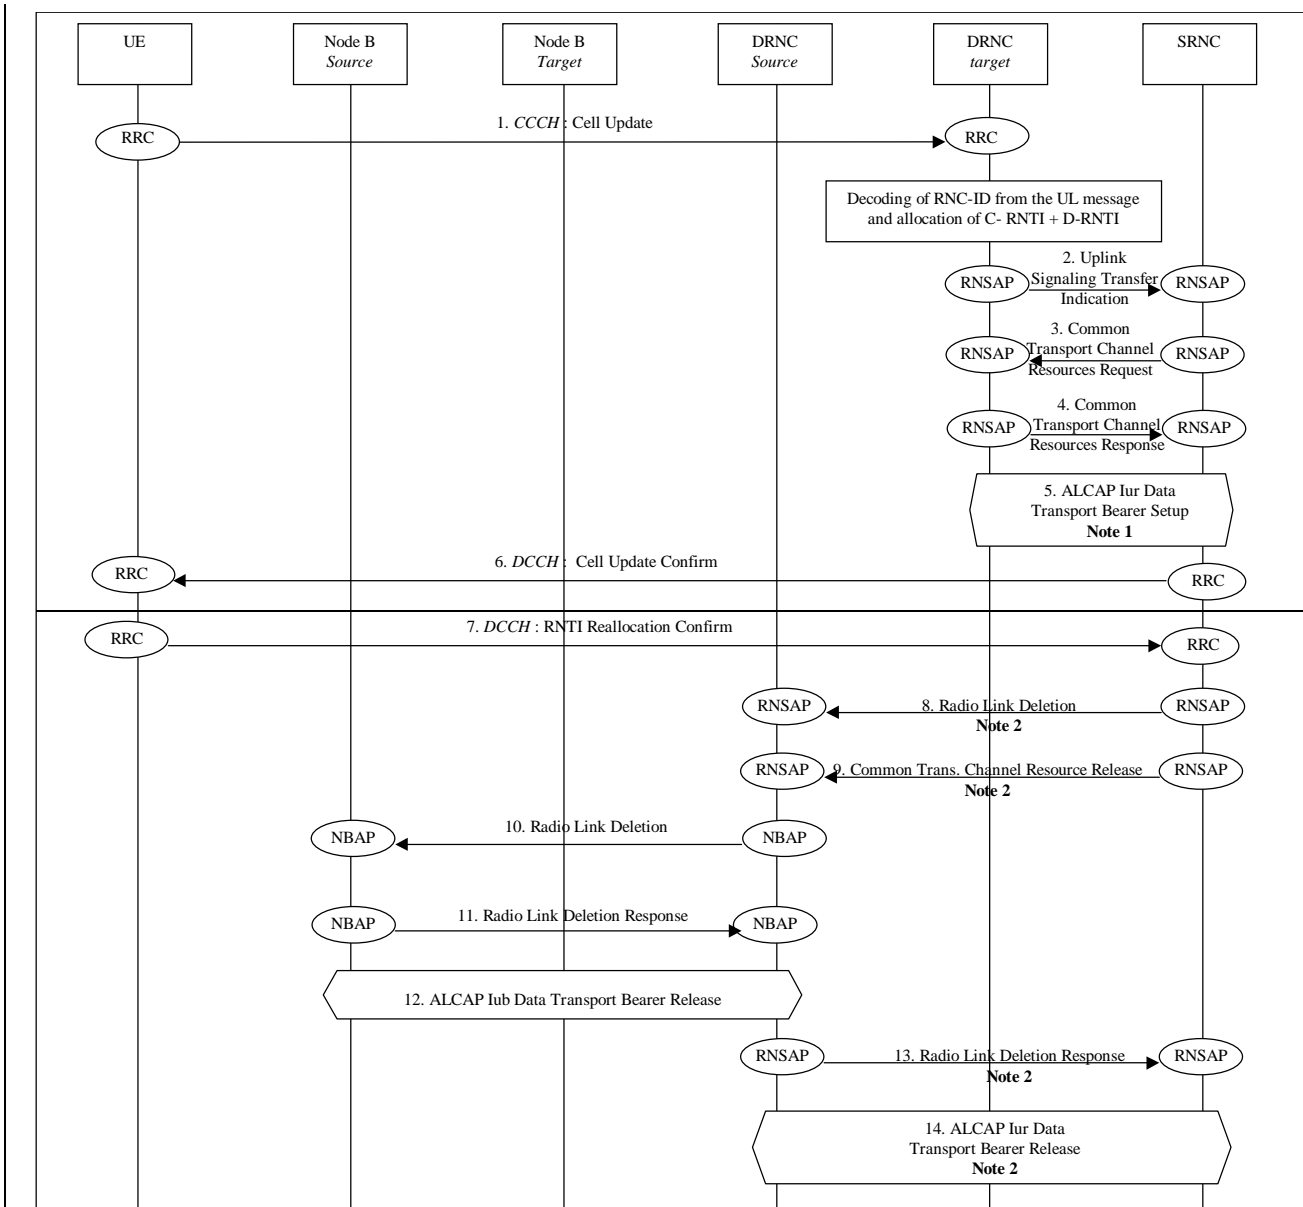 UE
Node B
Source
Node B
Target
DRNC
Source
DRNC
target
SRNC
1. CCCH : Cell Update
RRC
RRC
Decoding of RNC-ID from the UL message
and allocation of C- RNTI + D-RNTI
2. Uplink
RNSAP
Signaling Transfer
RNSAP
Indication
3. Common
RNSAP
Transport Channel
RNSAP
Resources Request
4. Common
RNSAP
Transport Channel
RNSAP
Resources Response
5. ALCAP Iur Data
Transport Bearer Setup
Note 1
6. DCCH : Cell Update Confirm
RRC
RRC
7. DCCH : RNTI Reallocation Confirm
RRC
RRC
RNSAP
8. Radio Link Deletion
RNSAP
Note 2
RNSAP
9. Common Trans. Channel Resource Release
RNSAP
Note 2
10. Radio Link Deletion
NBAP
NBAP
11. Radio Link Deletion Response
NBAP
NBAP
12. ALCAP Iub Data Transport Bearer Release
RNSAP
13. Radio Link Deletion Response
RNSAP
Note 2
14. ALCAP Iur Data
Transport Bearer Release
Note 2